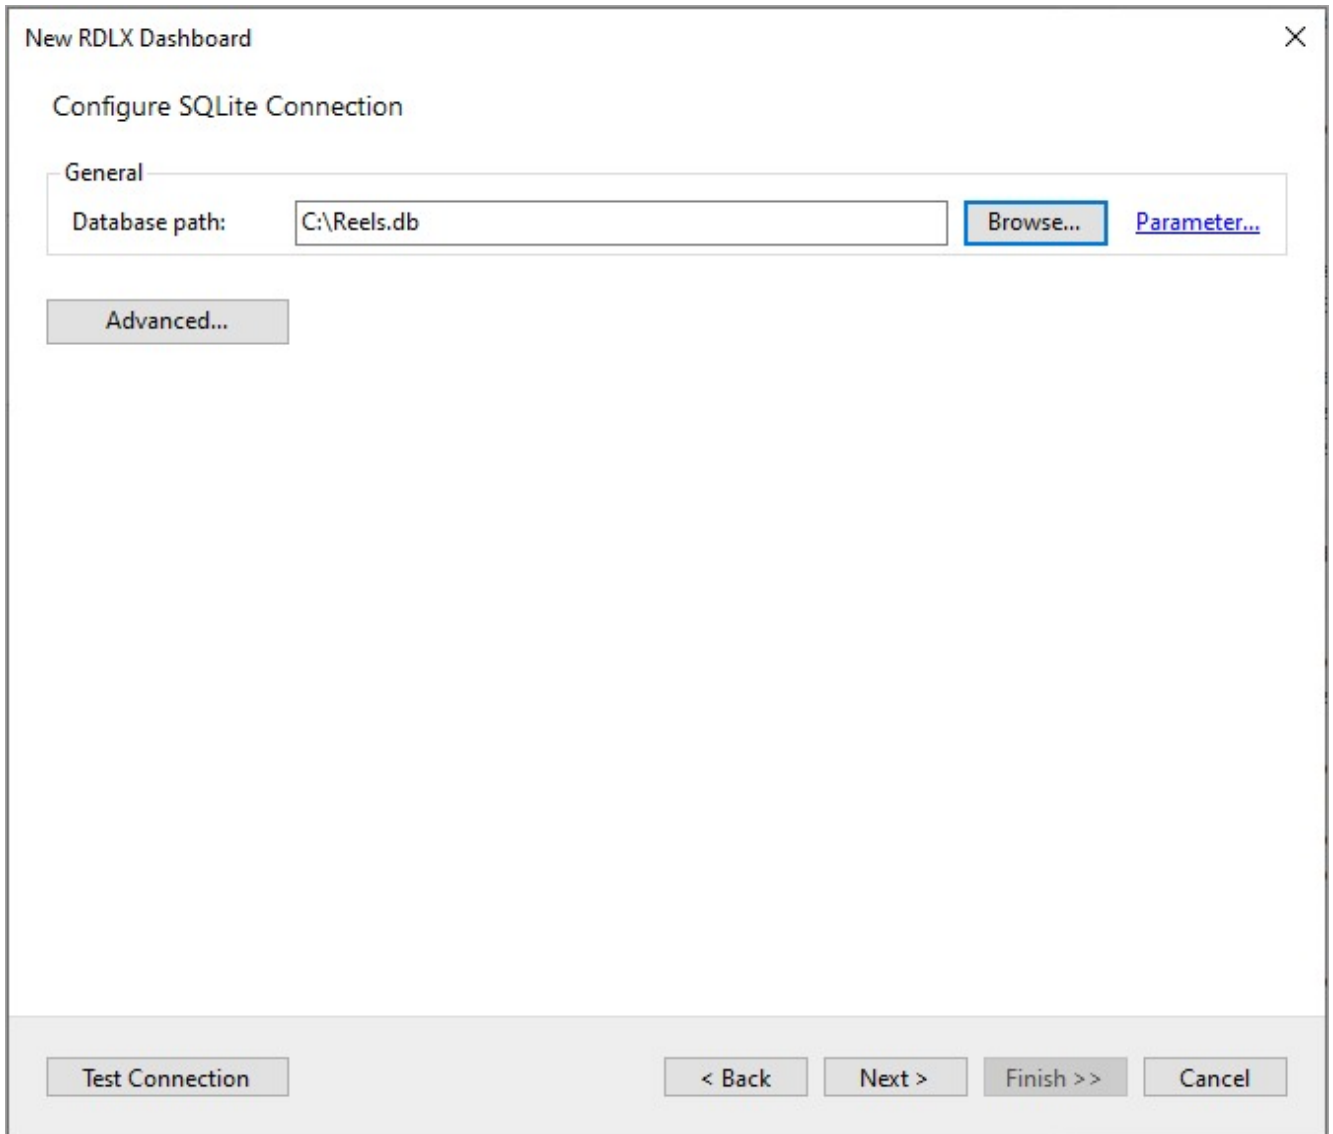 New RDLX Dashboard
Configure SQLite Connection
General
Database path: C:\Reels.db Browse... Parameter...
Advanced...
Test Connection < Back Next > Finish >> Cancel